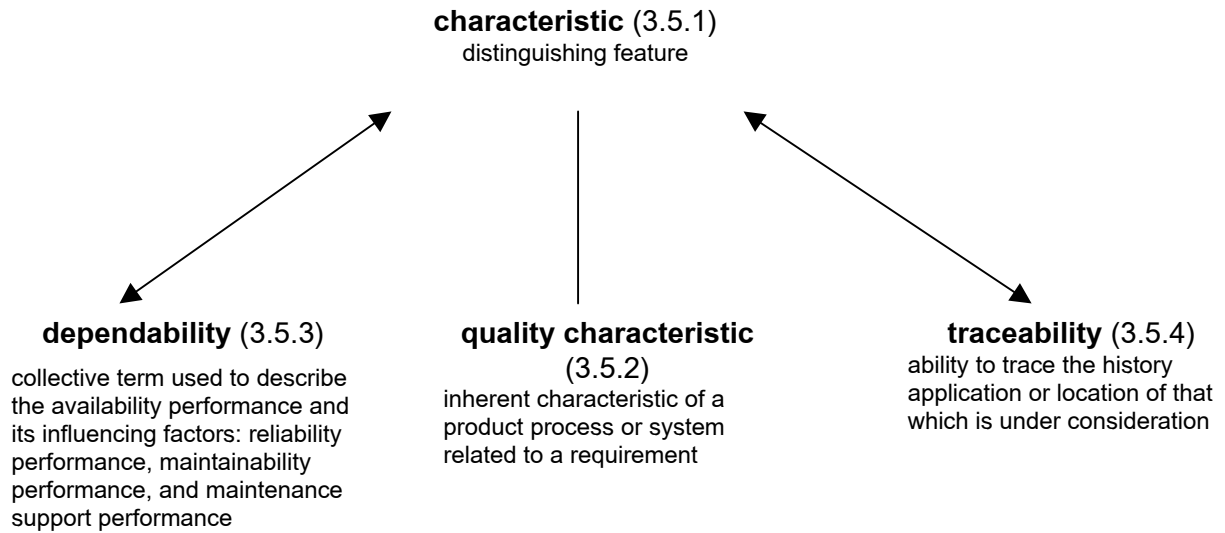 characteristic (3.5.1)
distinguishing feature
dependability (3.5.3)
collective term used to describe
the availability performance and
its influencing factors: reliability
performance, maintainability
performance, and maintenance
support performance
quality characteristic
(3.5.2)
inherent characteristic of a
product process or system
related to a requirement
traceability (3.5.4)
ability to trace the history
application or location of that
which is under consideration